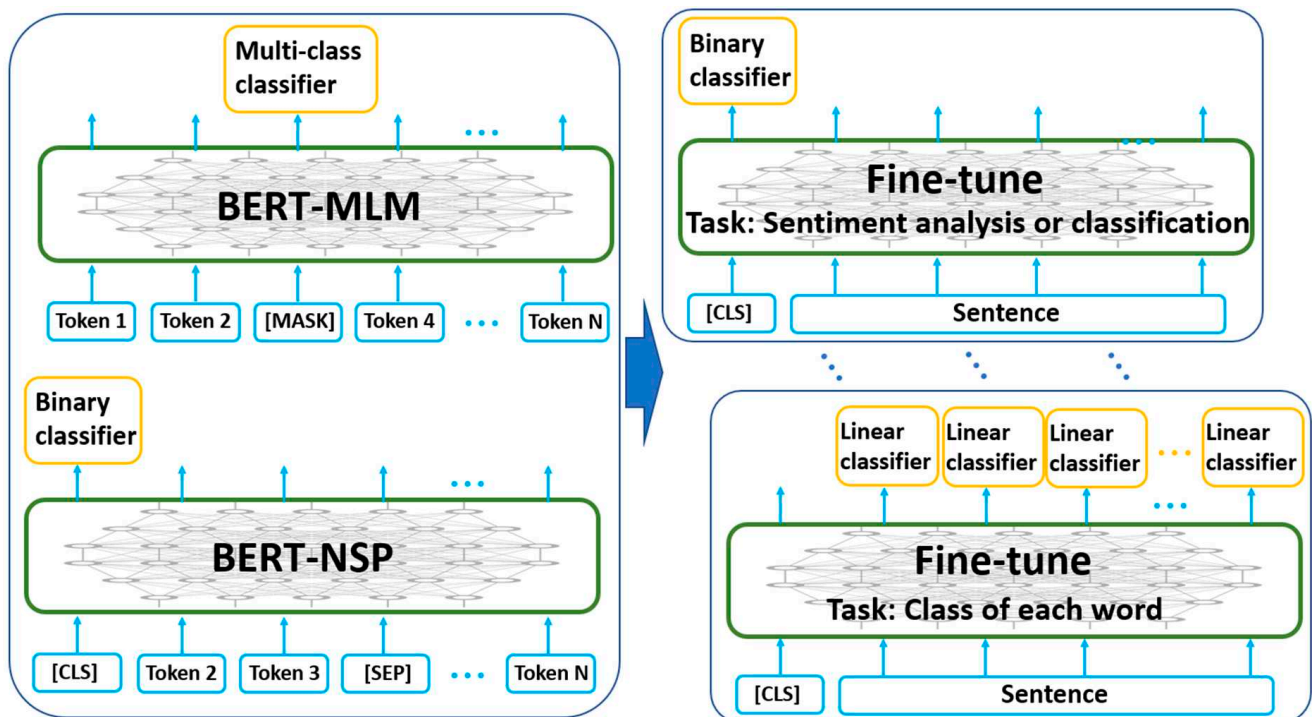 Multi-class
classifier
BERT-MLM
Token 1 Token 2 [MASK] Token 4 Token N
Binary
classifier
BERT-NSP
[CLS] Token 2 Token 3 [SEP] Token N
Binary
classifier
Fine-tune
Task: Sentiment analysis or classification
[CLS] Sentence
Linear Linear Linear Linear
classifier classifier classifier classifier
Fine-tune
Task: Class of each word
[CLS] Sentence